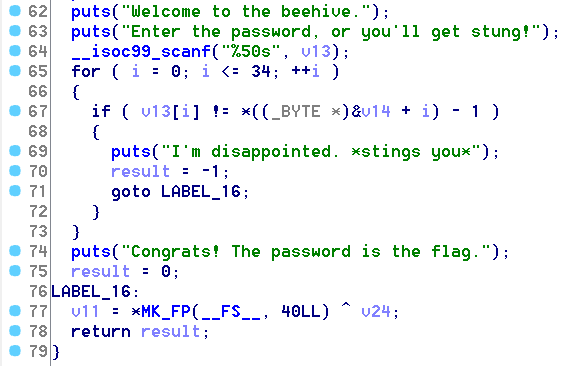 62 puts("Welcome to the beehive.");
63 puts("Enter the password, or you'll get stung!");
64 __isoc99_scanf("%50s", v13);
65 for ( i = 0; i <= 34; ++i )
66 {
67 if ( v13[i] != *((_BYTE *)&v14 + i) - 1 )
68 {
69 puts("I'm disappointed. *stings you*");
70 result = -1;
71 goto LABEL_16;
72 }
73 }
74 puts("Congrats! The password is the flag.");
75 result = 0;
76 LABEL_16:
77 v11 = *MK_FP(__FS__, 40LL) ^ v24;
78 return result;
79 }